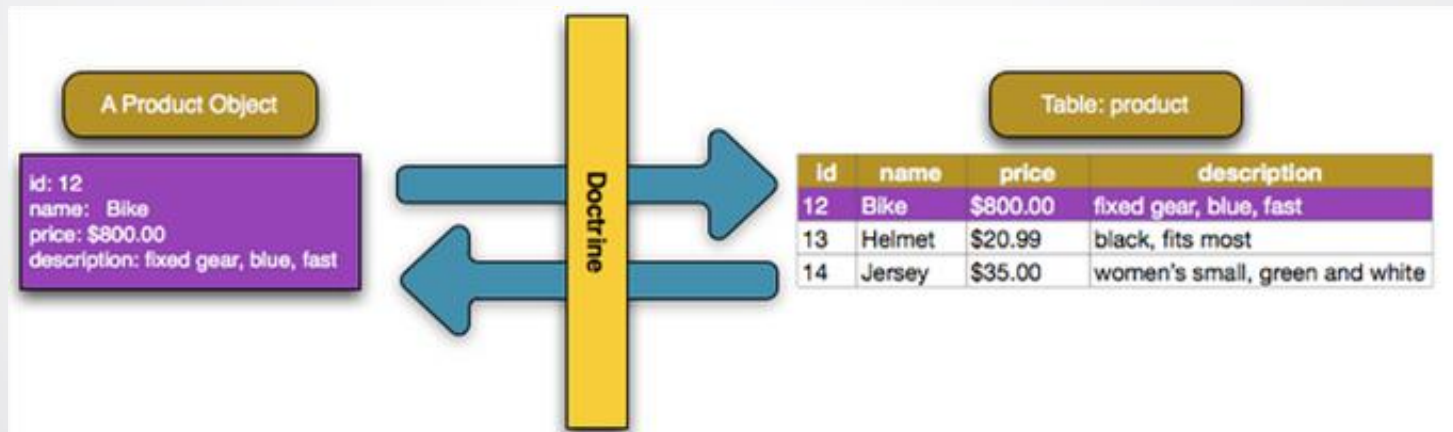 A Product Object
id: 12
name: Bike
price: $800.00
description: fixed gear, blue, fast
Doctrine
Table: product
id name price description
12 Bike $800.00 fixed gear, blue, fast
13 Helmet $20.99 black, fits most
14 Jersey $35.00 women's small, green and white